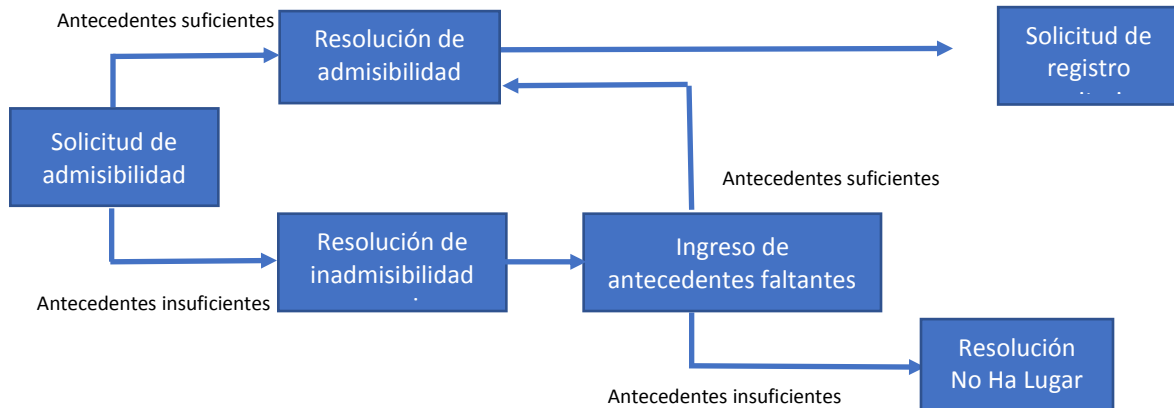 Antecedentes suficientes
Resolución de
admisibilidad
Solicitud de
registro
Solicitud de
admisibilidad
Antecedentes suficientes
Resolución de
inadmisibilidad
Ingreso de
antecedentes faltantes
Antecedentes insuficientes
Resolución
No Ha Lugar
Antecedentes insuficientes